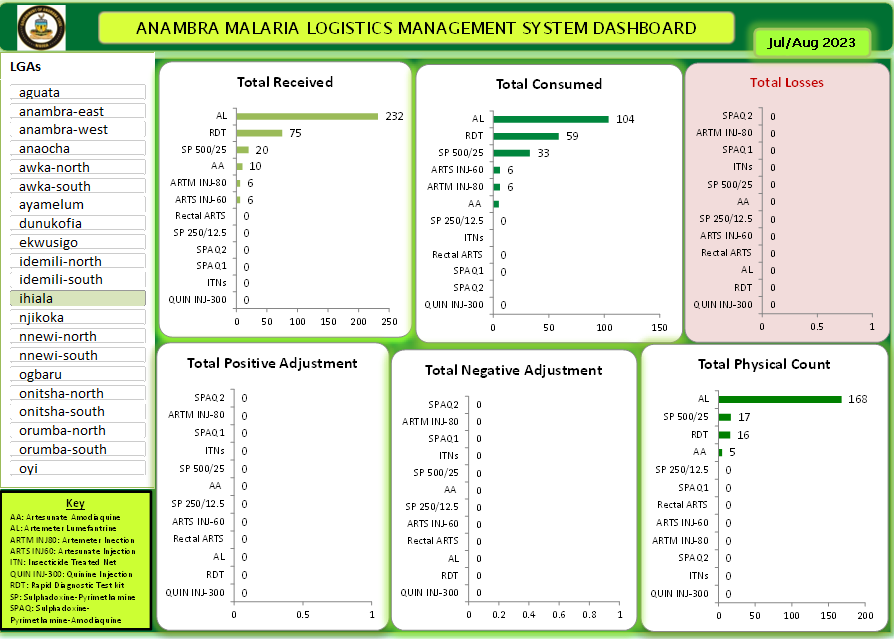 ANAMBRA MALARIA LOGISTICS MANAGEMENT SYSTEM DASHBOARD
Jul/Aug 2023
LGAs
aguata
anambra-east
anambra-west
anaocha
awka-north
awka-south
ayamelum
dunukofia
ekwusigo
idemili-north
idemili-south
ihiala
njikoka
nnewi-north
nnewi-south
ogbaru
onitsha-north
onitsha-south
orumba-north
orumba-south
oyi
Key
AA: Artesunate Amodiaquine
AL: Artemeter Lumefantrine
ARTM INJ80: Artemeter Inection
ARTS INJ60: Artesunate Injection
ITN: Insecticide Treated Net
QUIN INJ-300: Quinine Injection
RDT: Rapid Diagnostic Test kit
SP: Sulphadoxine-Pyrimethamine
SPAQ: Sulphadoxine-
Pyrimethamine-Amodiaquine
Total Received
AL 232
RDT 75
SP 500/25 20
AA 10
ARTM INJ-80 6
ARTS INJ-60 6
Rectal ARTS 0
SP 250/12.5 0
SPAQ2 0
SPAQ1 0
ITNs 0
QUIN INJ-300 0
0 50 100 150 200 250
Total Consumed
AL 104
RDT 59
SP 500/25 33
ARTS INJ-60 6
ARTM INJ-80 6
AA
SP 250/12.5 0
ITNs
Rectal ARTS 0
SPAQ1 0
SPAQ2
QUIN INJ-300 0
0 50 100 150
Total Losses
SPAQ2 0
ARTM INJ-80 0
SPAQ1 0
ITNs 0
SP 500/25 0
AA 0
SP 250/12.5 0
ARTS INJ-60 0
Rectal ARTS 0
AL 0
RDT 0
QUIN INJ-300 0
0 0.5 1
Total Positive Adjustment
SPAQ2 0
ARTM INJ-80 0
SPAQ1 0
ITNs 0
SP 500/25 0
AA 0
SP 250/12.5 0
ARTS INJ-60 0
Rectal ARTS 0
AL 0
RDT 0
QUIN INJ-300 0
0 0.5 1
Total Negative Adjustment
SPAQ2 0
ARTM INJ-80 0
SPAQ1 0
ITNs 0
SP 500/25 0
AA 0
SP 250/12.5 0
ARTS INJ-60 0
Rectal ARTS 0
AL 0
RDT 0
QUIN INJ-300 0
0 0.2 0.4 0.6 0.8 1
Total Physical Count
AL 168
SP 500/25 17
RDT 16
AA 5
SP 250/12.5 0
SPAQ1 0
Rectal ARTS 0
ARTS INJ-60 0
ARTM INJ-80 0
SPAQ2 0
ITNs 0
QUIN INJ-300 0
0 50 100 150 200